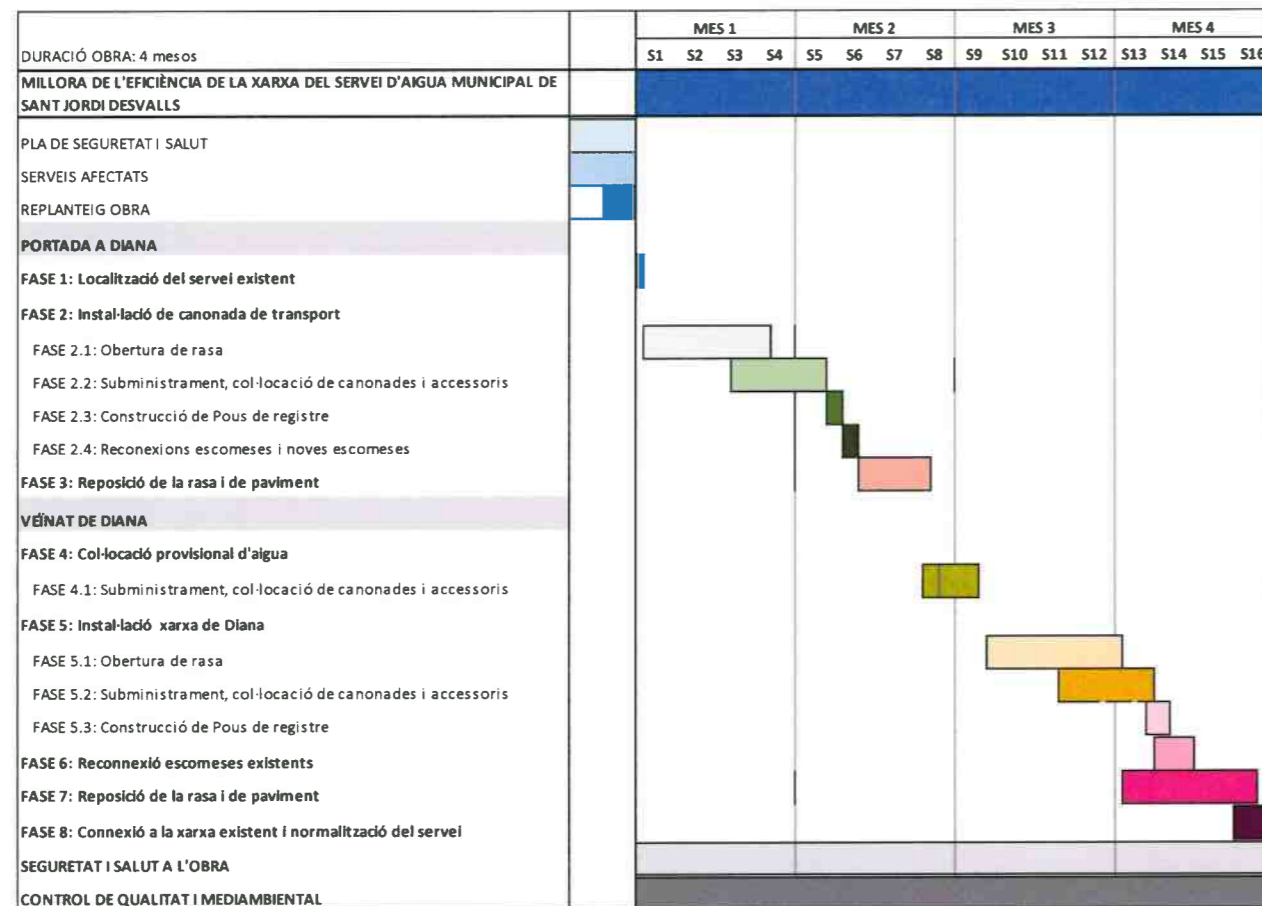 MES 1 MES 2 MES 3 MES 4
DURACIÓ OBRA: 4 mesos S1 S2 S3 S4 S5 S6 S7 S8 S9 S10 S11 S12 S13 S14 S15 S16
MILLORA DE L'EFICIÈNCIA DE LA XARXA DEL SERVEI D'AIGUA MUNICIPAL DE
SANT JORDI DESVALLS
PLA DE SEGURETAT I SALUT
SERVEIS AFECTATS
REPLANTEIG OBRA
PORTADA A DIANA
FASE 1: Localització del servei existent
FASE 2: Instal·lació de canonada de transport
FASE 2.1: Obertura de rasa
FASE 2.2: Subministrament, col·locació de canonades i accessoris
FASE 2.3: Construcció de Pous de registre
FASE 2.4: Reconexions escomeses i noves escomeses
FASE 3: Reposició de la rasa i de paviment
VEÏNAT DE DIANA
FASE 4: Col·locació provisional d'aigua
FASE 4.1: Subministrament, col·locació de canonades i accessoris
FASE 5: Instal·lació xarxa de Diana
FASE 5.1: Obertura de rasa
FASE 5.2: Subministrament, col·locació de canonades i accessoris
FASE 5.3: Construcció de Pous de registre
FASE 6: Reconnexió escomeses existents
FASE 7: Reposició de la rasa i de paviment
FASE 8: Connexió a la xarxa existent i normalització del servei
SEGURETAT I SALUT A L'OBRA
CONTROL DE QUALITAT I MEDIAMBIENTAL